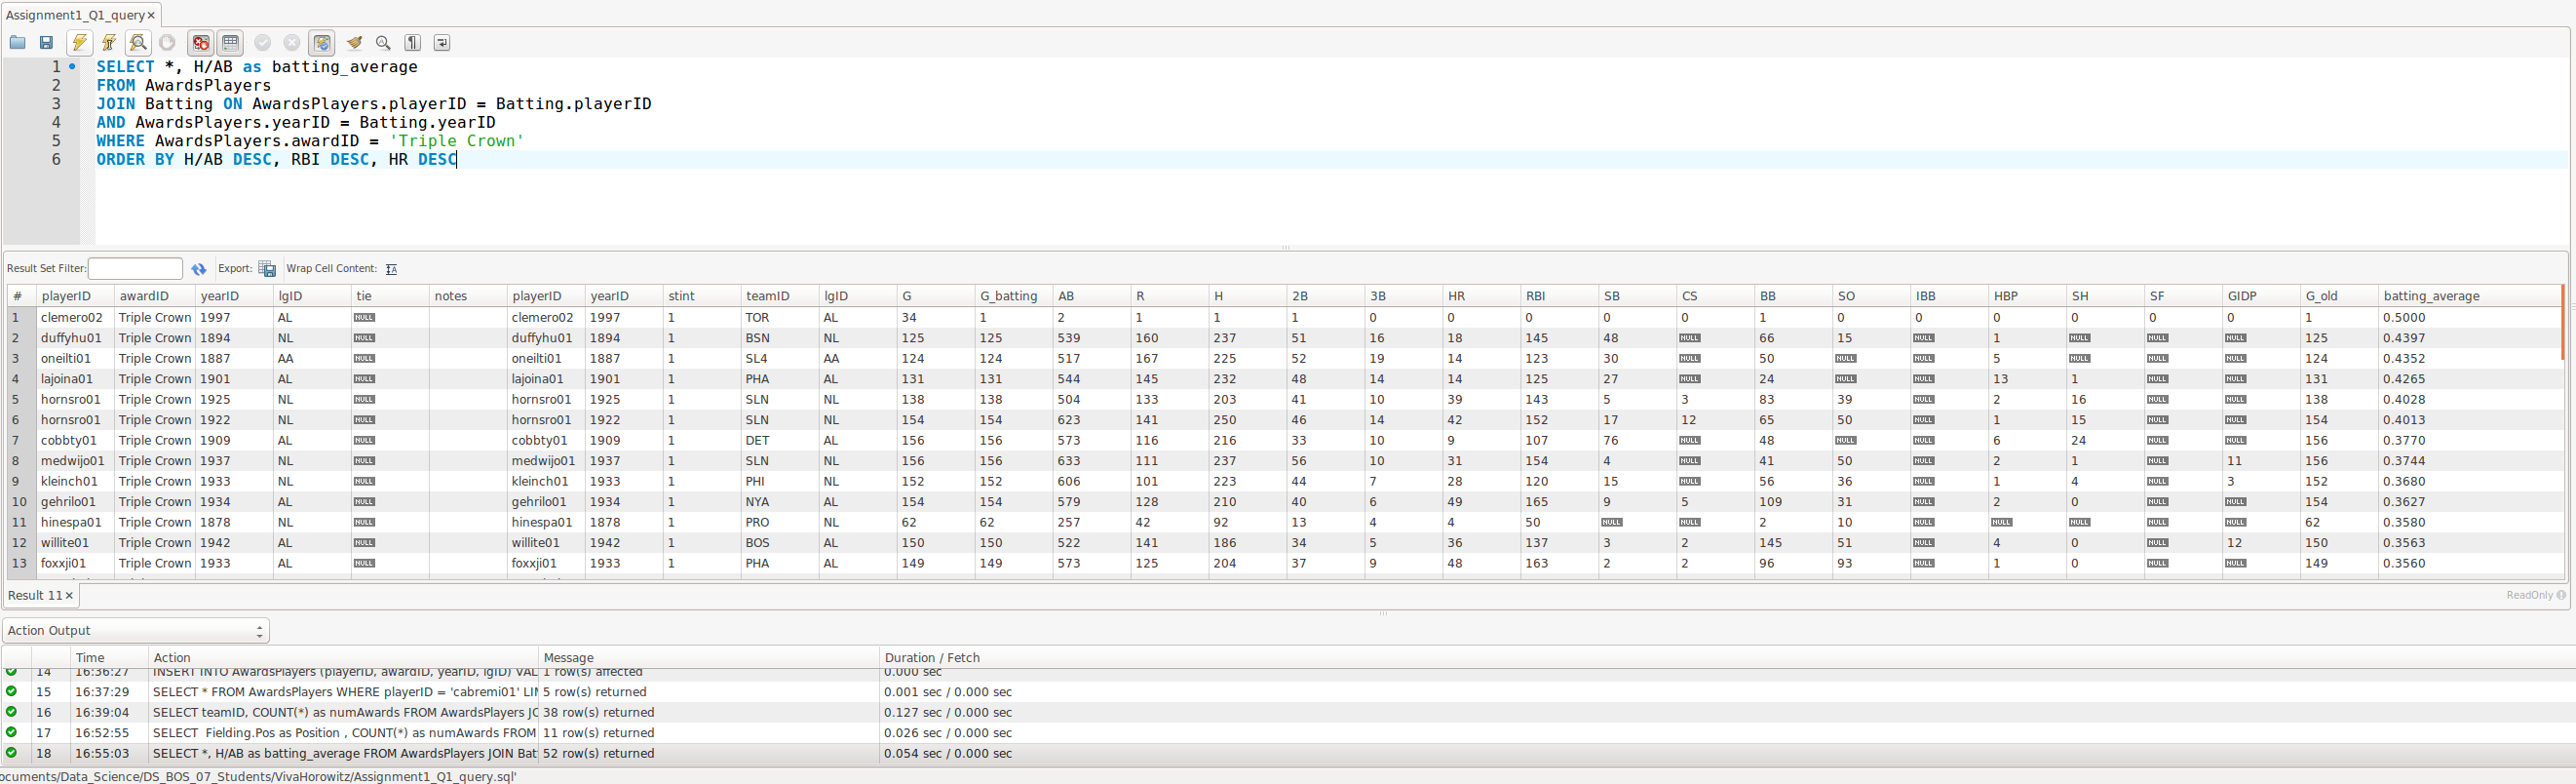 Assignment1_Q1_query
1 SELECT *, H/AB as batting_average
2 FROM AwardsPlayers
3 JOIN Batting ON AwardsPlayers.playerID = Batting.playerID
4 AND AwardsPlayers.yearID = Batting.yearID
5 WHERE AwardsPlayers.awardID = 'Triple Crown'
6 ORDER BY H/AB DESC, RBI DESC, HR DESC
Result Set Filter: Export: Wrap Cell Content:
# playerID awardID yearID lgID tie notes playerID yearID stint teamID lgID G G_batting AB R H 2B 3B HR RBI SB CS BB SO IBB HBP SH SF GIDP G_old batting_average
1 clemero02 Triple Crown 1997 AL NULL clemero02 1997 1 TOR AL 34 1 2 1 1 1 0 0 0 0 0 1 0 0 0 0 0 0 1 0.5000
2 duffyhu01 Triple Crown 1894 NL NULL duffyhu01 1894 1 BSN NL 125 125 539 160 237 51 16 18 145 48 NULL 66 15 NULL 1 NULL NULL NULL 125 0.4397
3 oneilti01 Triple Crown 1887 AA NULL oneilti01 1887 1 SL4 AA 124 124 517 167 225 52 19 14 123 30 NULL 50 NULL NULL 5 NULL NULL NULL 124 0.4352
4 lajoina01 Triple Crown 1901 AL NULL lajoina01 1901 1 PHA AL 131 131 544 145 232 48 14 14 125 27 NULL 24 NULL NULL 13 1 NULL NULL 131 0.4265
5 hornsro01 Triple Crown 1925 NL NULL hornsro01 1925 1 SLN NL 138 138 504 133 203 41 10 39 143 5 3 83 39 NULL 2 16 NULL NULL 138 0.4028
6 hornsro01 Triple Crown 1922 NL NULL hornsro01 1922 1 SLN NL 154 154 623 141 250 46 14 42 152 17 12 65 50 NULL 1 15 NULL NULL 154 0.4013
7 cobbty01 Triple Crown 1909 AL NULL cobbty01 1909 1 DET AL 156 156 573 116 216 33 10 9 107 76 NULL 48 NULL NULL 6 24 NULL NULL 156 0.3770
8 medwijo01 Triple Crown 1937 NL NULL medwijo01 1937 1 SLN NL 156 156 633 111 237 56 10 31 154 4 NULL 41 50 NULL 2 1 NULL 11 156 0.3744
9 kleinch01 Triple Crown 1933 NL NULL kleinch01 1933 1 PHI NL 152 152 606 101 223 44 7 28 120 15 NULL 56 36 NULL 1 4 NULL 3 152 0.3680
10 gehrilo01 Triple Crown 1934 AL NULL gehrilo01 1934 1 NYA AL 154 154 579 128 210 40 6 49 165 9 5 109 31 NULL 2 0 NULL NULL 154 0.3627
11 hinespa01 Triple Crown 1878 NL NULL hinespa01 1878 1 PRO NL 62 62 257 42 92 13 4 4 50 NULL NULL 2 10 NULL NULL NULL NULL NULL 62 0.3580
12 willite01 Triple Crown 1942 AL NULL willite01 1942 1 BOS AL 150 150 522 141 186 34 5 36 137 3 2 145 51 NULL 4 0 NULL 12 150 0.3563
13 foxxji01 Triple Crown 1933 AL NULL foxxji01 1933 1 PHA AL 149 149 573 125 204 37 9 48 163 2 2 96 93 NULL 1 0 NULL NULL 149 0.3560
Result 11 ReadOnly
Action Output
Time Action Message Duration / Fetch
14 16:36:27 INSERT INTO AwardsPlayers (playerID, awardID, yearID, lgID) VAL 1 row(s) affected 0.000 sec
15 16:37:29 SELECT * FROM AwardsPlayers WHERE playerID = 'cabremi01' LI 5 row(s) returned 0.001 sec / 0.000 sec
16 16:39:04 SELECT teamID, COUNT(*) as numAwards FROM AwardsPlayers JO 38 row(s) returned 0.127 sec / 0.000 sec
17 16:52:55 SELECT Fielding.Pos as Position , COUNT(*) as numAwards FROM 11 row(s) returned 0.026 sec / 0.000 sec
18 16:55:03 SELECT *, H/AB as batting_average FROM AwardsPlayers JOIN Bat 52 row(s) returned 0.054 sec / 0.000 sec
ocuments/Data_Science/DS_BOS_07_Students/VivaHorowitz/Assignment1_Q1_query.sql'